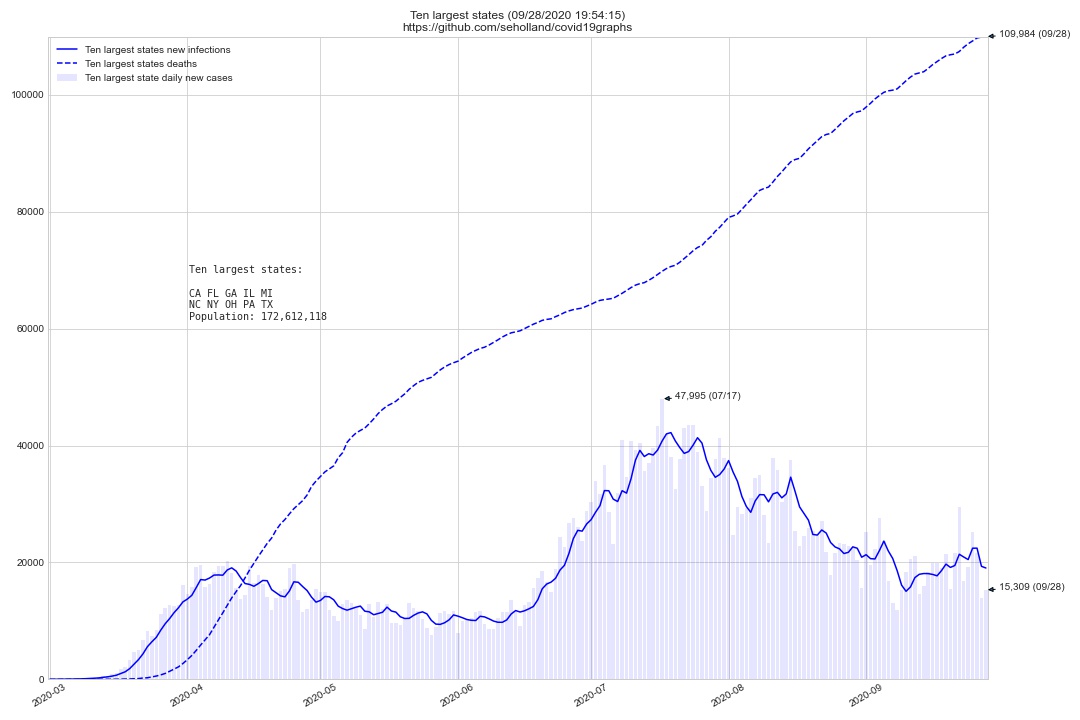 Ten largest states (09/28/2020 19:54:15)
https://github.com/seholland/covid19graphs
109,984 (09/28)
Ten largest states new infections
Ten largest states deaths
Ten largest state daily new cases
100000
80000
Ten largest states:
CA FL GA IL MI
NC NY OH PA TX
Population: 172,612,118
60000
47,995 (07/17)
40000
20000
15,309 (09/28)
0
2020-03
2020-04
2020-05
2020-06
2020-07
2020-08
2020-09